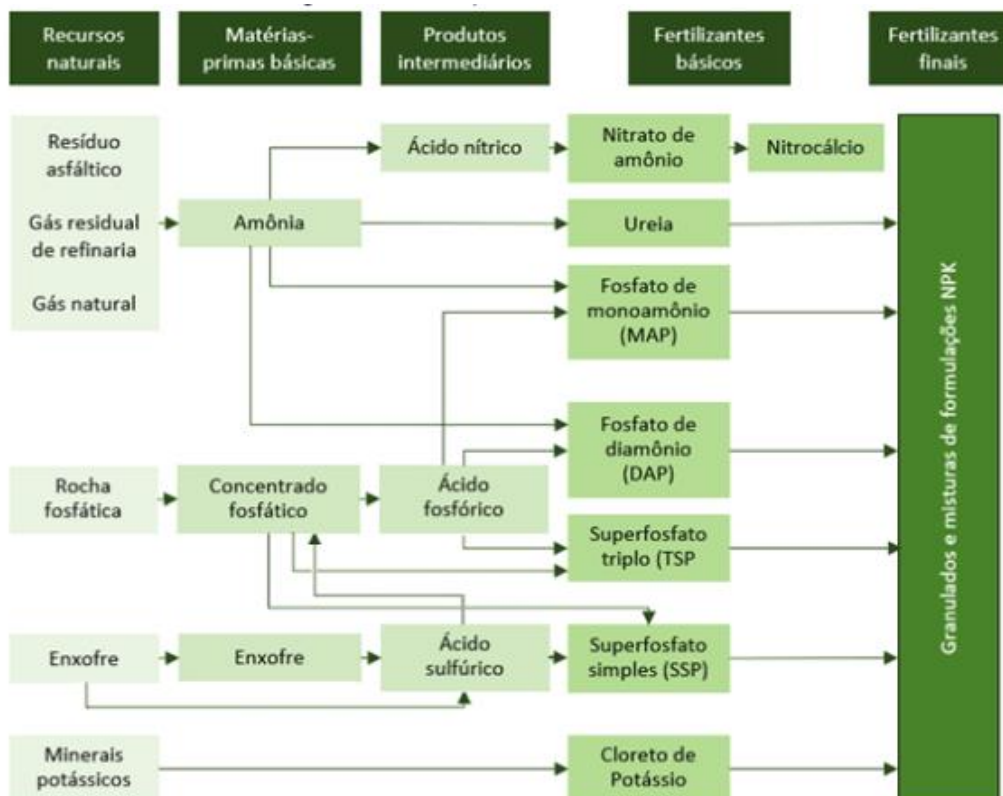 Recursos
naturais
Matérias-
primas básicas
Produtos
intermediários
Fertilizantes
básicos
Fertilizantes
finais
Resíduo
asfáltico
Gás residual
de refinaria
Gás natural
Amônia
Ácido nítrico
Nitrato de
amônio
Nitrocálcio
Ureia
Fosfato de
monoamônio
(MAP)
Fosfato de
diamônio
(DAP)
Rocha
fosfática
Concentrado
fosfático
Ácido
fosfórico
Superfosfato
triplo (TSP
Enxofre
Enxofre
Ácido
sulfúrico
Superfosfato
simples (SSP)
Minerais
potássicos
Cloreto de
Potássio
Granulados e misturas de formulações NPK